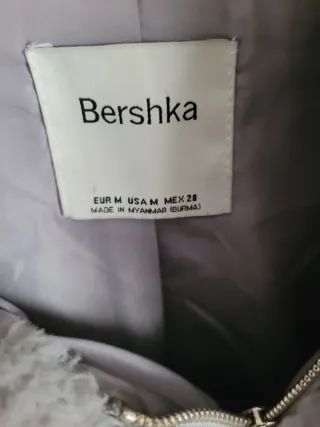 Bershka
EUR M USA M MEX 28
MADE IN MYANMAR (BURMA)